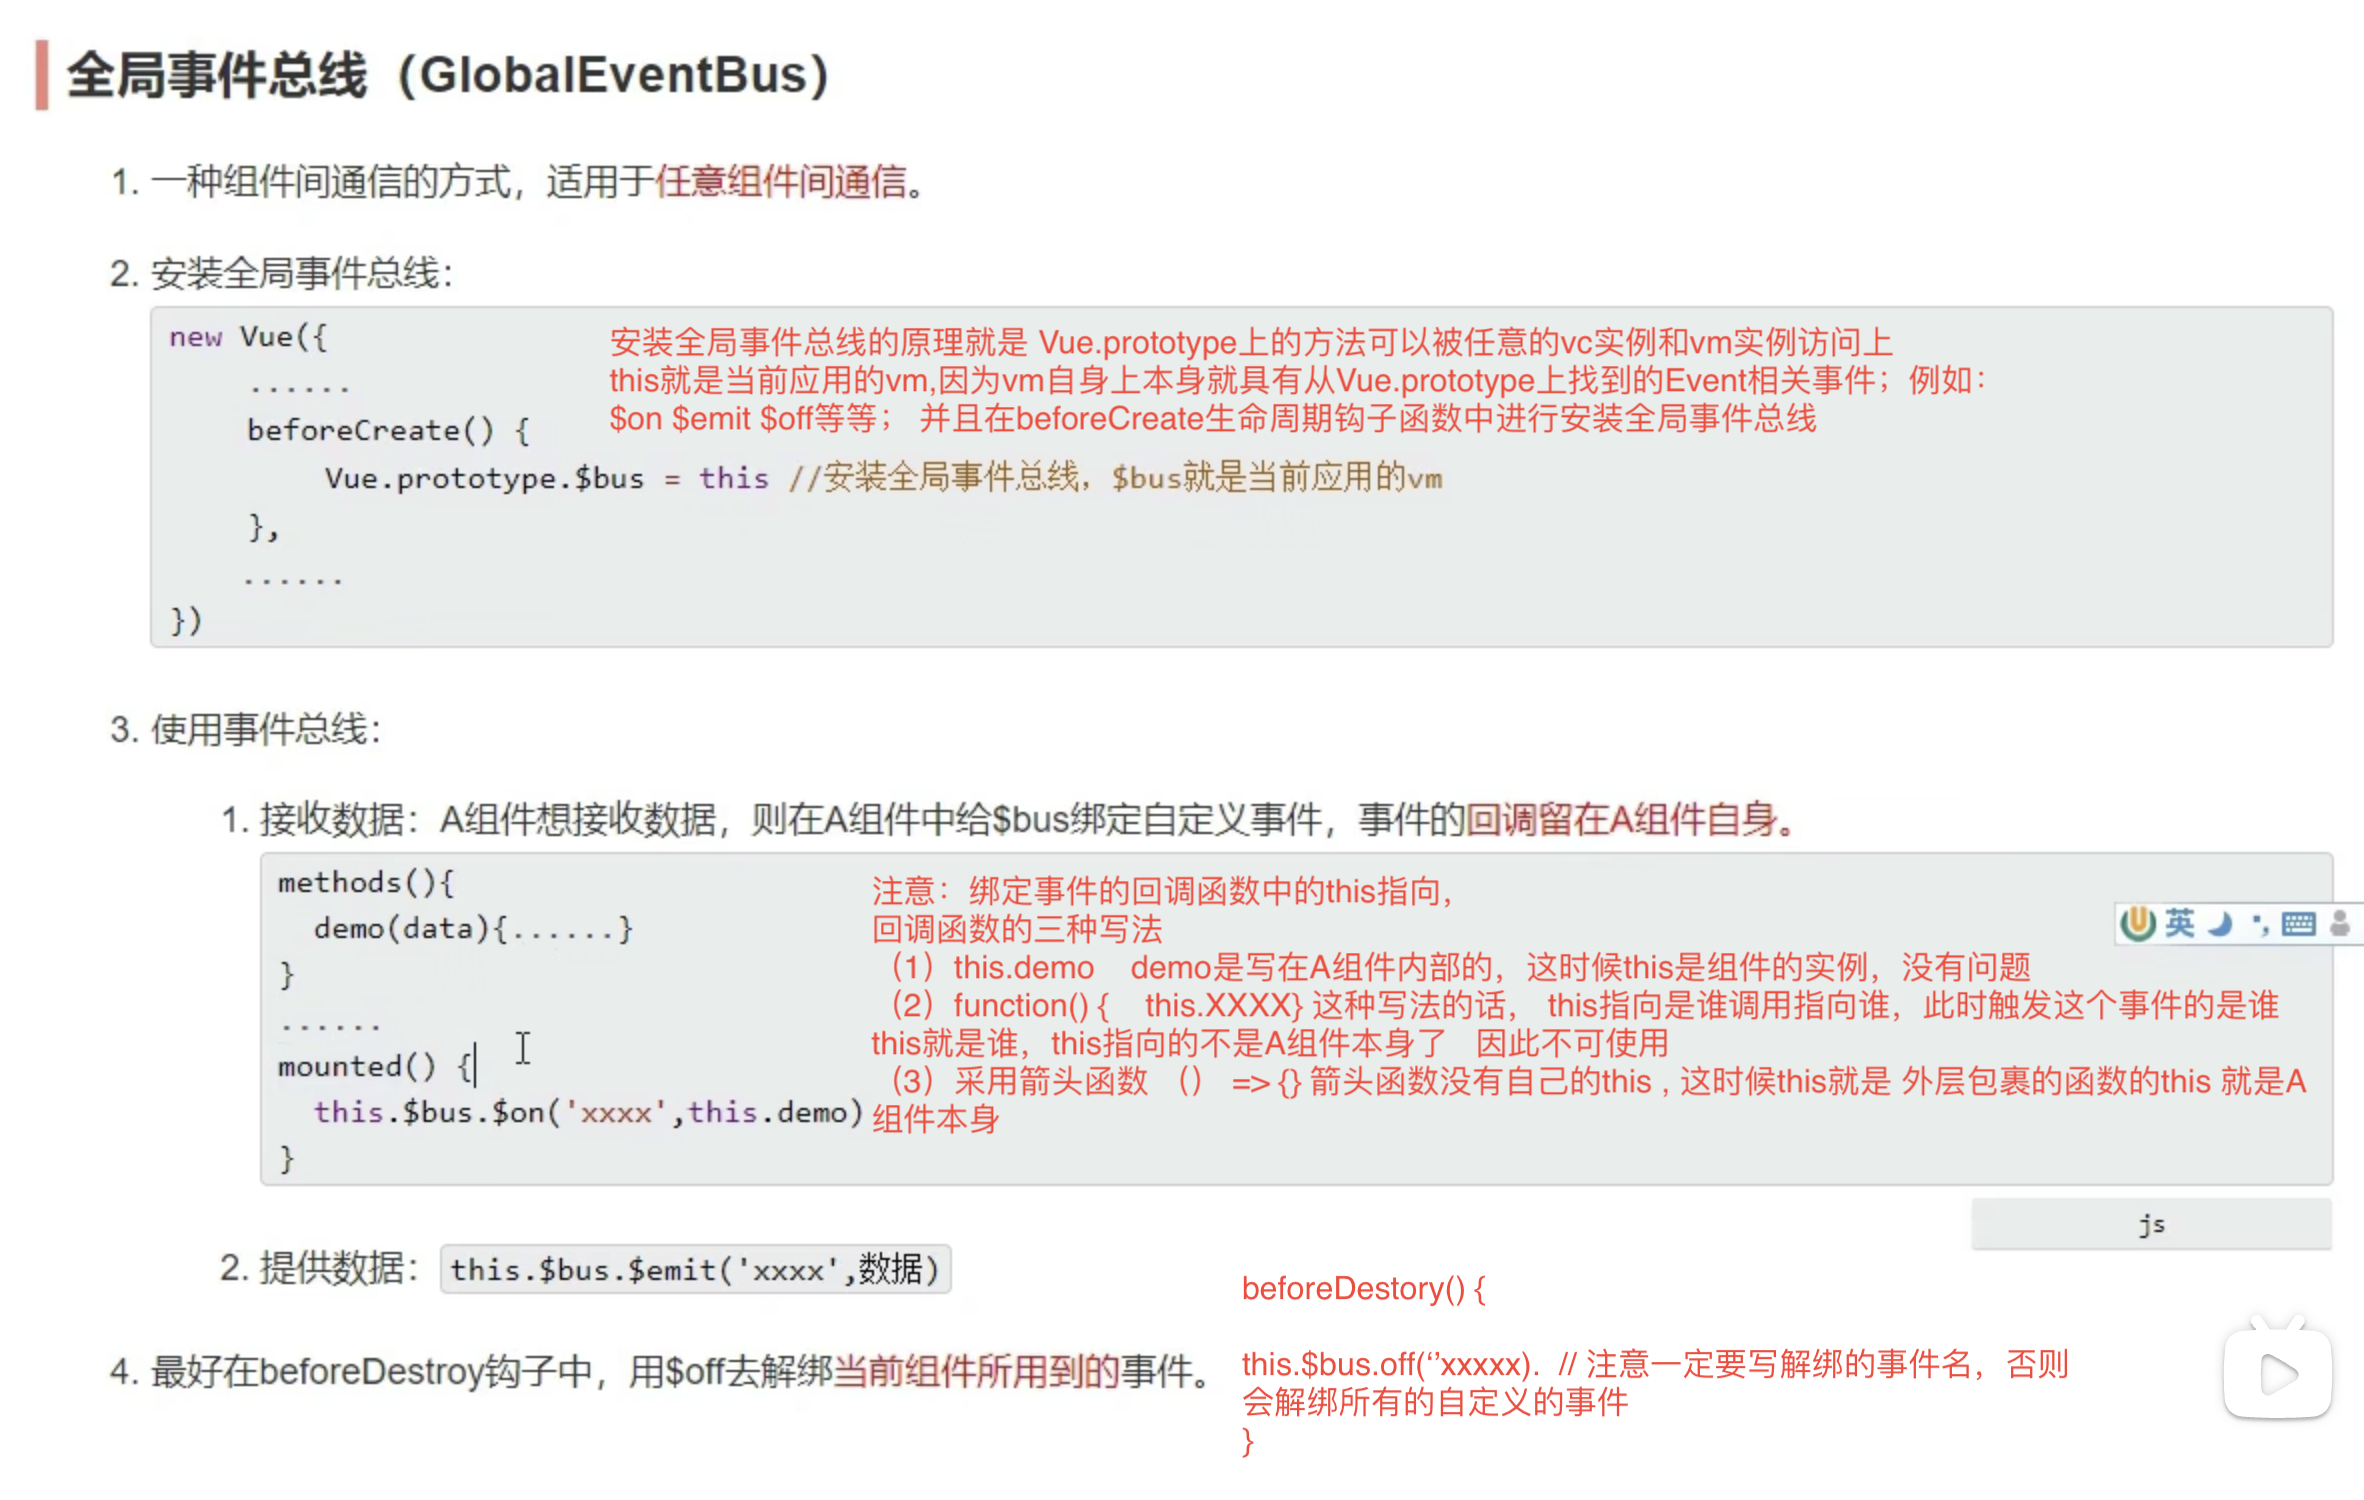 全局事件总线（GlobalEventBus）
1. 一种组件间通信的方式，适用于任意组件间通信。
2. 安装全局事件总线：
new Vue({
......
beforeCreate() {
Vue.prototype.$bus = this //安装全局事件总线，$bus就是当前应用的vm
},
......
})
安装全局事件总线的原理就是 Vue.prototype上的方法可以被任意的vc实例和vm实例访问上
this就是当前应用的vm,因为vm自身上本身就具有从Vue.prototype上找到的Event相关事件；例如：
$on $emit $off等等； 并且在beforeCreate生命周期钩子函数中进行安装全局事件总线
3. 使用事件总线：
1. 接收数据：A组件想接收数据，则在A组件中给$bus绑定自定义事件，事件的回调留在A组件自身。
methods(){
demo(data){......}
}
......
mounted() {
this.$bus.$on('xxxx',this.demo)
}
注意：绑定事件的回调函数中的this指向，
回调函数的三种写法
（1）this.demo demo是写在A组件内部的，这时候this是组件的实例，没有问题
（2）function() { this.XXXX} 这种写法的话， this指向是谁调用指向谁，此时触发这个事件的是谁
this就是谁，this指向的不是A组件本身了 因此不可使用
（3）采用箭头函数 （） => {} 箭头函数没有自己的this , 这时候this就是 外层包裹的函数的this 就是A
组件本身
英
js
2. 提供数据：this.$bus.$emit('xxxx',数据)
4. 最好在beforeDestroy钩子中，用$off去解绑当前组件所用到的事件。
beforeDestory() {
this.$bus.off(‘’xxxxx). // 注意一定要写解绑的事件名，否则
会解绑所有的自定义的事件
}